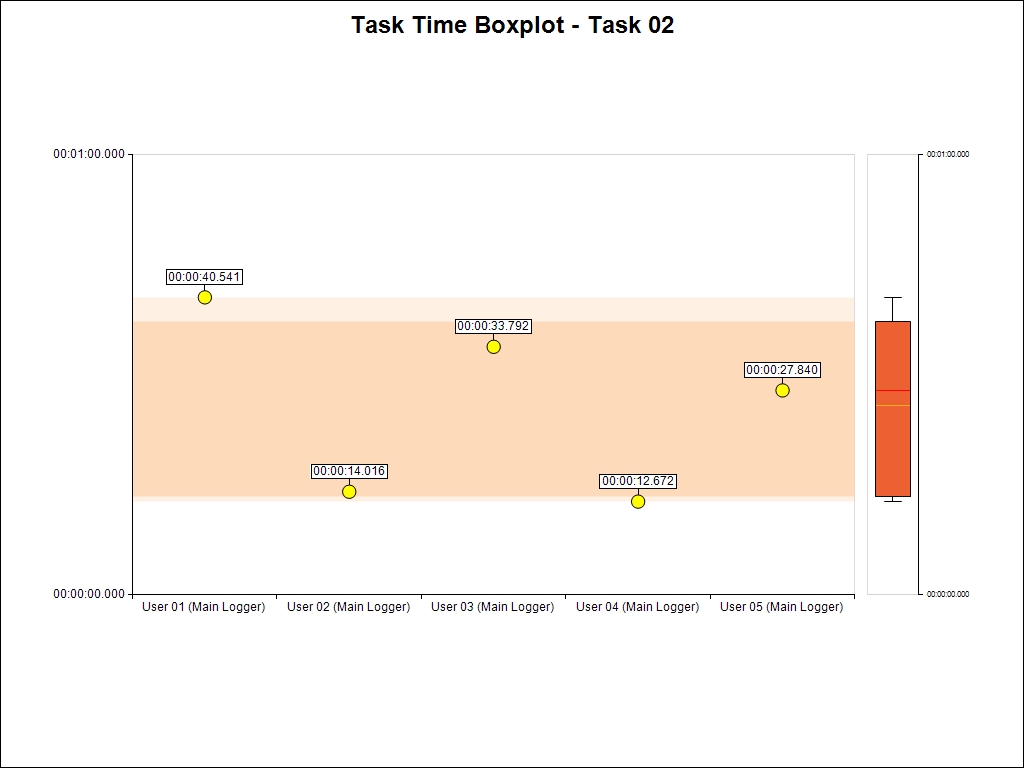 Task Time Boxplot - Task 02
00:01:00.000
00:01:00.000
00:00:40.541
00:00:33.792
00:00:27.840
00:00:14.016
00:00:12.672
00:00:00.000
00:00:00.000
User 01 (Main Logger)
User 02 (Main Logger)
User 03 (Main Logger)
User 04 (Main Logger)
User 05 (Main Logger)